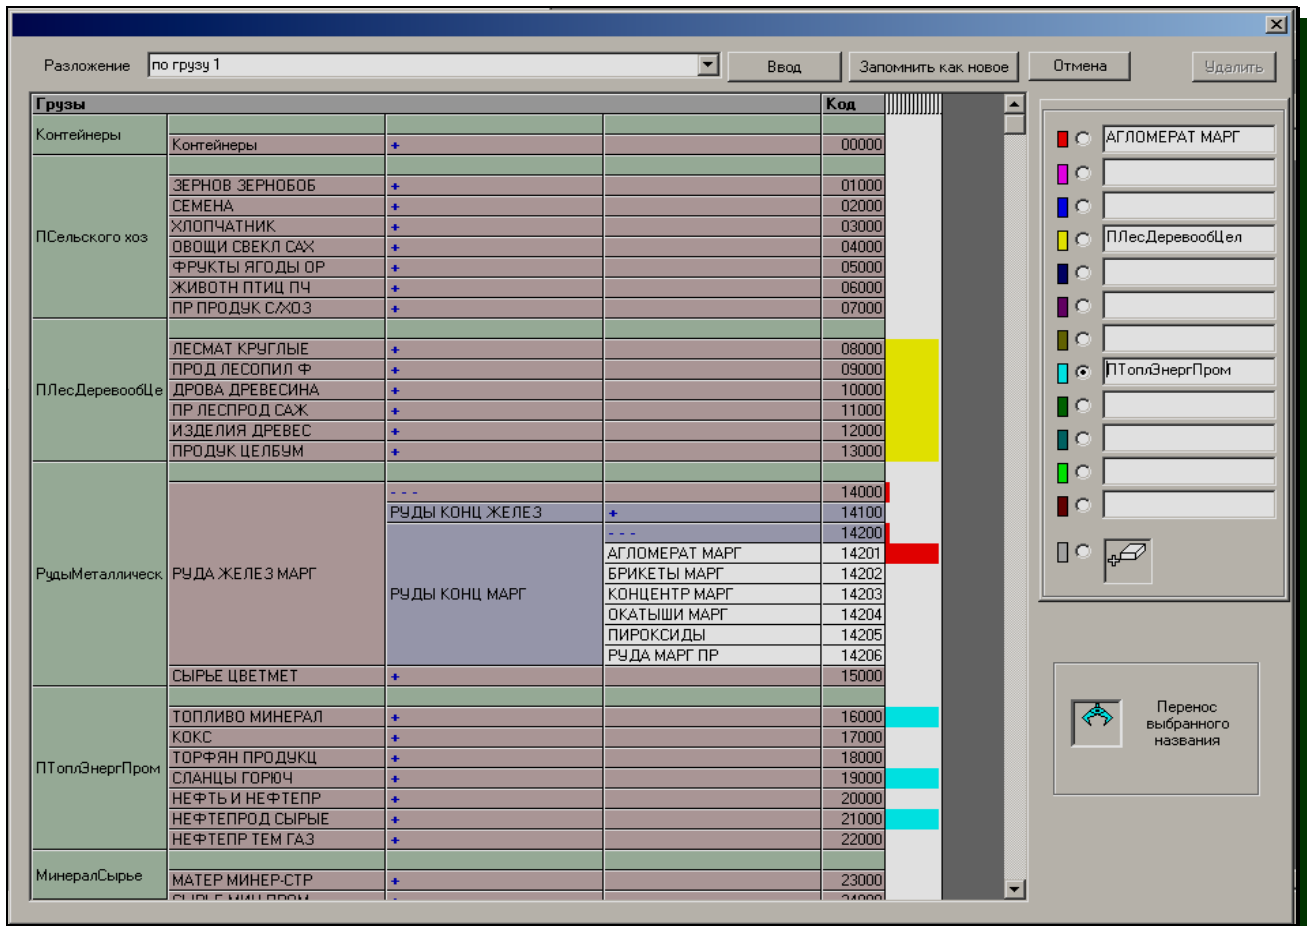 Разложение по грузу 1 Ввод Запомнить как новое Отмена Удалить
Грузы Код
Контейнеры
Контейнеры + 00000
ПСельского хоз
ЗЕРНОВ ЗЕРНОБОБ + 01000
СЕМЕНА + 02000
ХЛОПЧАТНИК + 03000
ОВОЩИ СВЕКЛ САХ + 04000
ФРУКТЫ ЯГОДЫ ОР + 05000
ЖИВОТН ПТИЦ ПЧ + 06000
ПР ПРОДУК С/ХОЗ + 07000
ПЛесДеревообЦе
ЛЕСМАТ КРУГЛЫЕ + 08000
ПРОД ЛЕСОПИЛ Ф + 09000
ДРОВА ДРЕВЕСИНА + 10000
ПР ЛЕСПРОД САЖ + 11000
ИЗДЕЛИЯ ДРЕВЕС + 12000
ПРОДУК ЦЕЛБУМ + 13000
РудыМеталлическ
РУДА ЖЕЛЕЗ МАРГ
- - - 14000
РУДЫ КОНЦ ЖЕЛЕЗ + 14100
РУДЫ КОНЦ МАРГ
- - - 14200
АГЛОМЕРАТ МАРГ 14201
БРИКЕТЫ МАРГ 14202
КОНЦЕНТР МАРГ 14203
ОКАТЫШИ МАРГ 14204
ПИРОКСИДЫ 14205
РУДА МАРГ ПР 14206
СЫРЬЕ ЦВЕТМЕТ + 15000
ПТоплЭнергПром
ТОПЛИВО МИНЕРАЛ + 16000
КОКС + 17000
ТОРФЯН ПРОДУКЦ + 18000
СЛАНЦЫ ГОРЮЧ + 19000
НЕФТЬ И НЕФТЕПР + 20000
НЕФТЕПРОД СЫРЫЕ + 21000
НЕФТЕПР ТЕМ ГАЗ + 22000
МинералСырье
МАТЕР МИНЕР-СТР + 23000
АГЛОМЕРАТ МАРГ
ПЛесДеревообЦел
ПТоплЭнергПром
Перенос
выбранного
названия